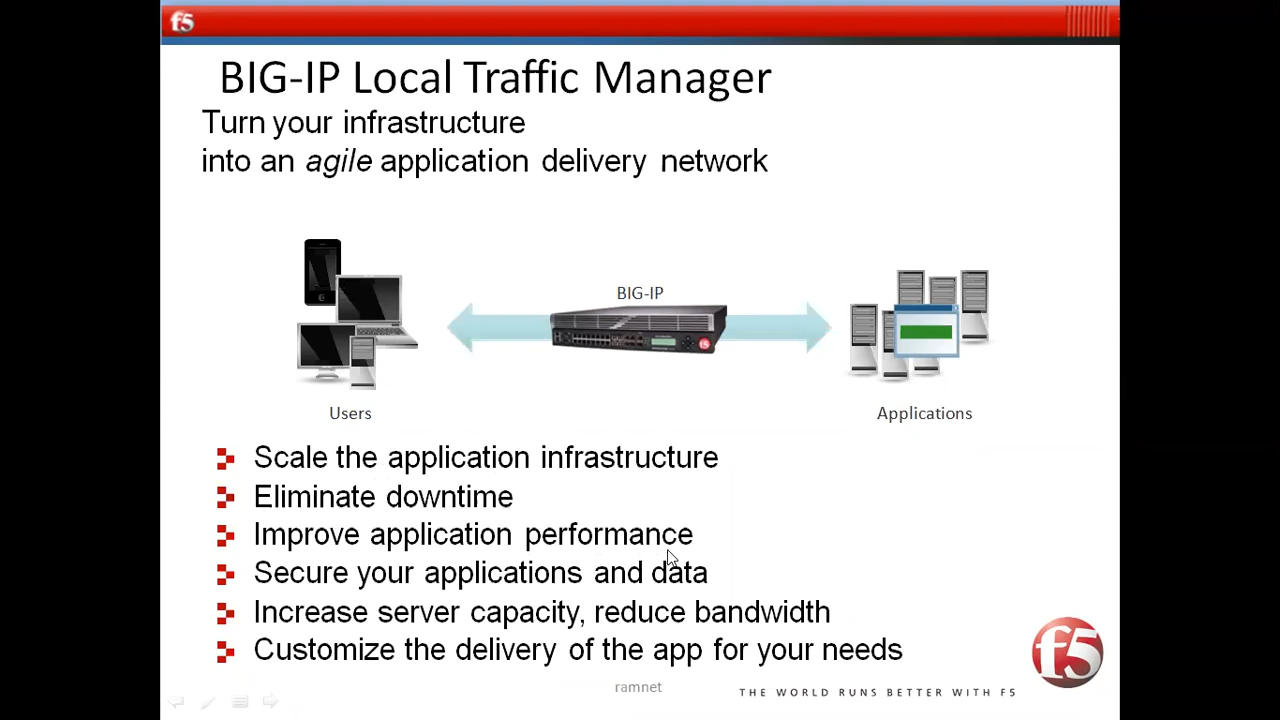 f5
BIG-IP Local Traffic Manager
Turn your infrastructure
into an agile application delivery network
BIG-IP
f5
Users
Applications
Scale the application infrastructure
Eliminate downtime
Improve application performance
Secure your applications and data
Increase server capacity, reduce bandwidth
Customize the delivery of the app for your needs
f5
ramnet
THE WORLD RUNS BETTER WITH F5